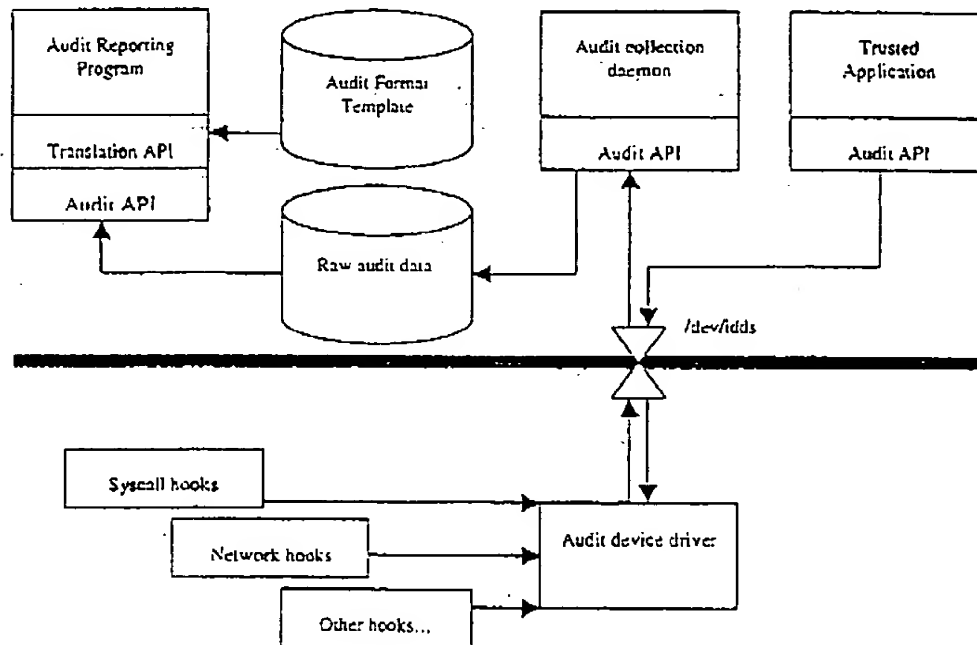 Audit Reporting
Program
Translation API
Audit API
Audit Format
Template
Raw audit data
Audit collection
daemon
Audit API
Trusted
Application
Audit API
/dev/idds
Syscall hooks
Network hooks
Other hooks...
Audit device driver